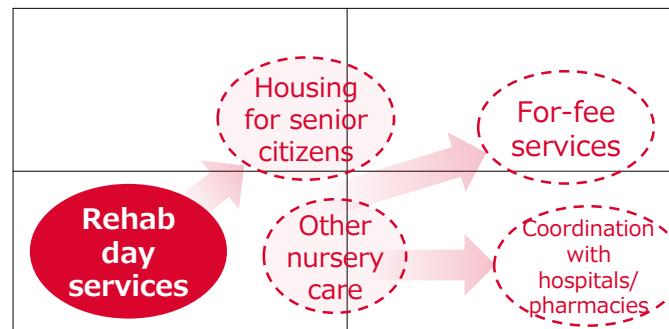 Housing
for senior
citizens
For-fee
services
Rehab
day
services
Other
nursery
care
Coordination
with
hospitals/
pharmacies